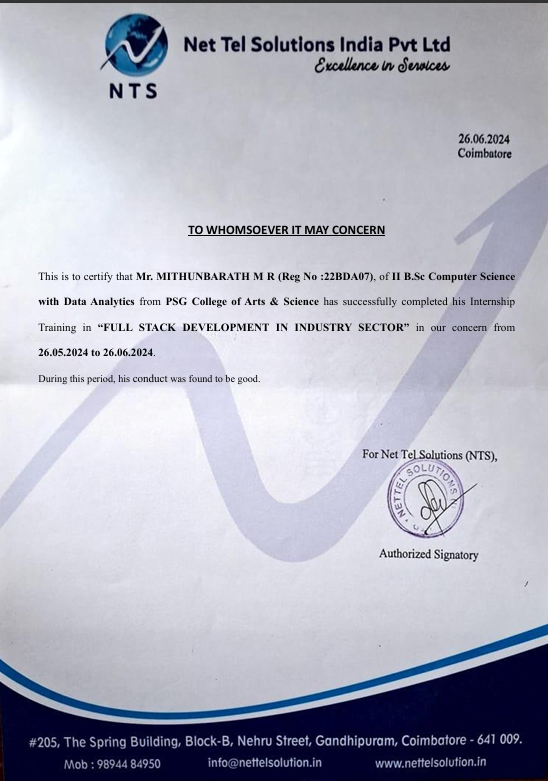 Net Tel Solutions India Pvt Ltd
Excellence in Services
NTS
26.06.2024
Coimbatore
TO WHOMSOEVER IT MAY CONCERN
This is to certify that Mr. MITHUNBARATH M R (Reg No :22BDA07), of II B.Sc Computer Science
with Data Analytics from PSG College of Arts & Science has successfully completed his Internship
Training in “FULL STACK DEVELOPMENT IN INDUSTRY SECTOR” in our concern from
26.05.2024 to 26.06.2024.
During this period, his conduct was found to be good.
For Net Tel Solutions (NTS),
NETTEL SOLUTIONS
Authorized Signatory
#205, The Spring Building, Block-B, Nehru Street, Gandhipuram, Coimbatore - 641 009.
Mob : 98944 84950 info@nettelsolution.in www.nettelsolution.in